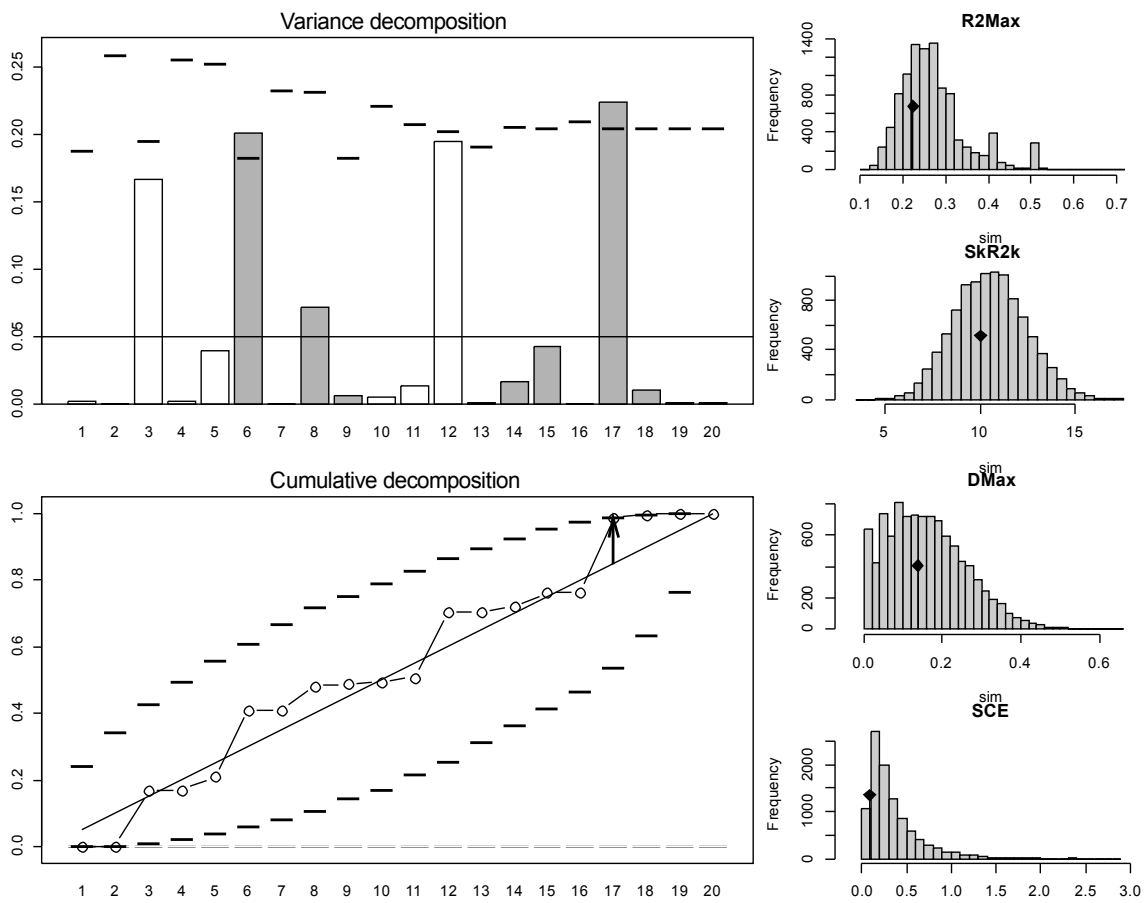 Variance decomposition
0.25
0.20
0.15
0.10
0.05
0.00
1 2 3 4 5 6 7 8 9 10 11 12 13 14 15 16 17 18 19 20
Cumulative decomposition
1.0
0.8
0.6
0.4
0.2
0.0
1 2 3 4 5 6 7 8 9 10 11 12 13 14 15 16 17 18 19 20
R2Max
Frequency
1400
800
400
0
0.1 0.2 0.3 0.4 0.5 0.6 0.7
sim
SkR2k
Frequency
800
400
0
5 10 15
sim
DMax
Frequency
600
200
0
0.0 0.2 0.4 0.6
sim
SCE
Frequency
2000
1000
0
0.0 0.5 1.0 1.5 2.0 2.5 3.0